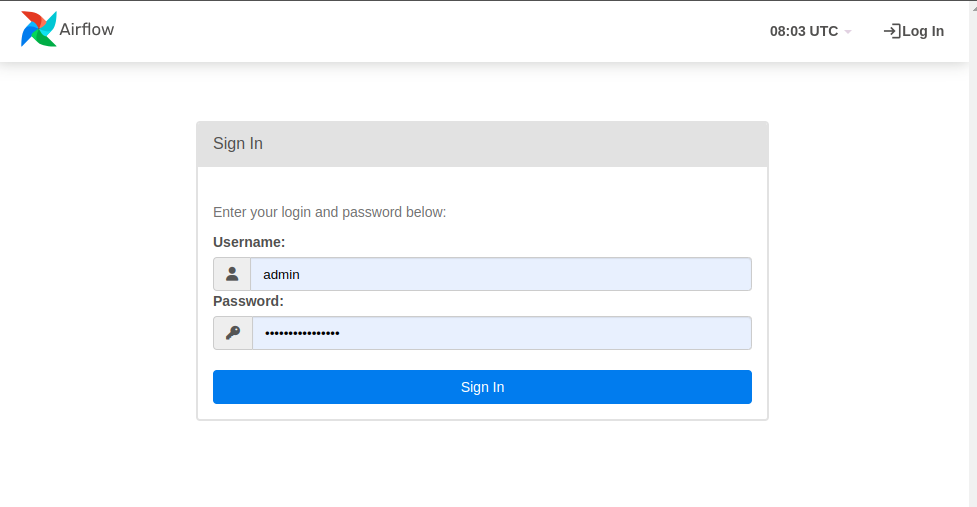 Airflow
08:03 UTC
Log In
Sign In
Enter your login and password below:
Username:
admin
Password:
••••••••••••••••
Sign In